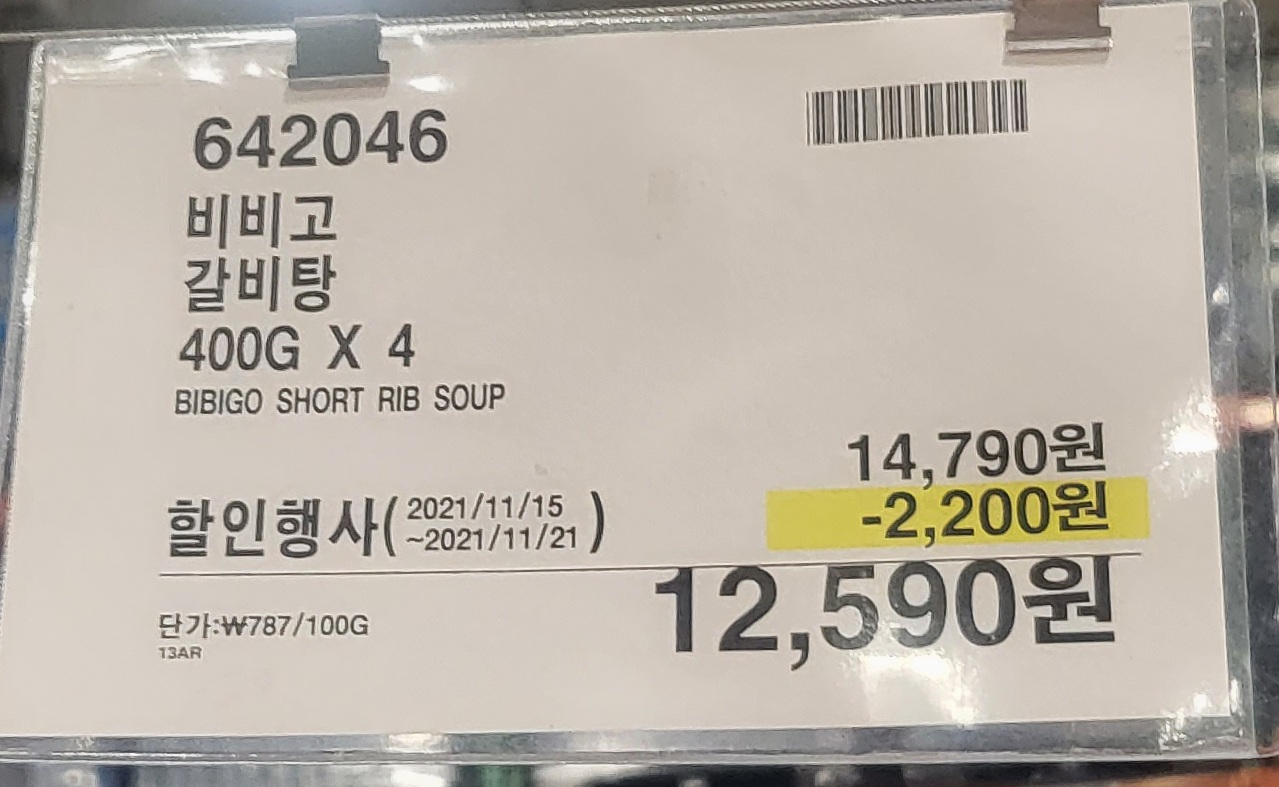 642046
비비고
갈비탕
400G X 4
BIBIGO SHORT RIB SOUP
14,790원
-2,200원
할인행사( 2021/11/15
~2021/11/21 )
12,590원
단가:₩787/100G
13AR